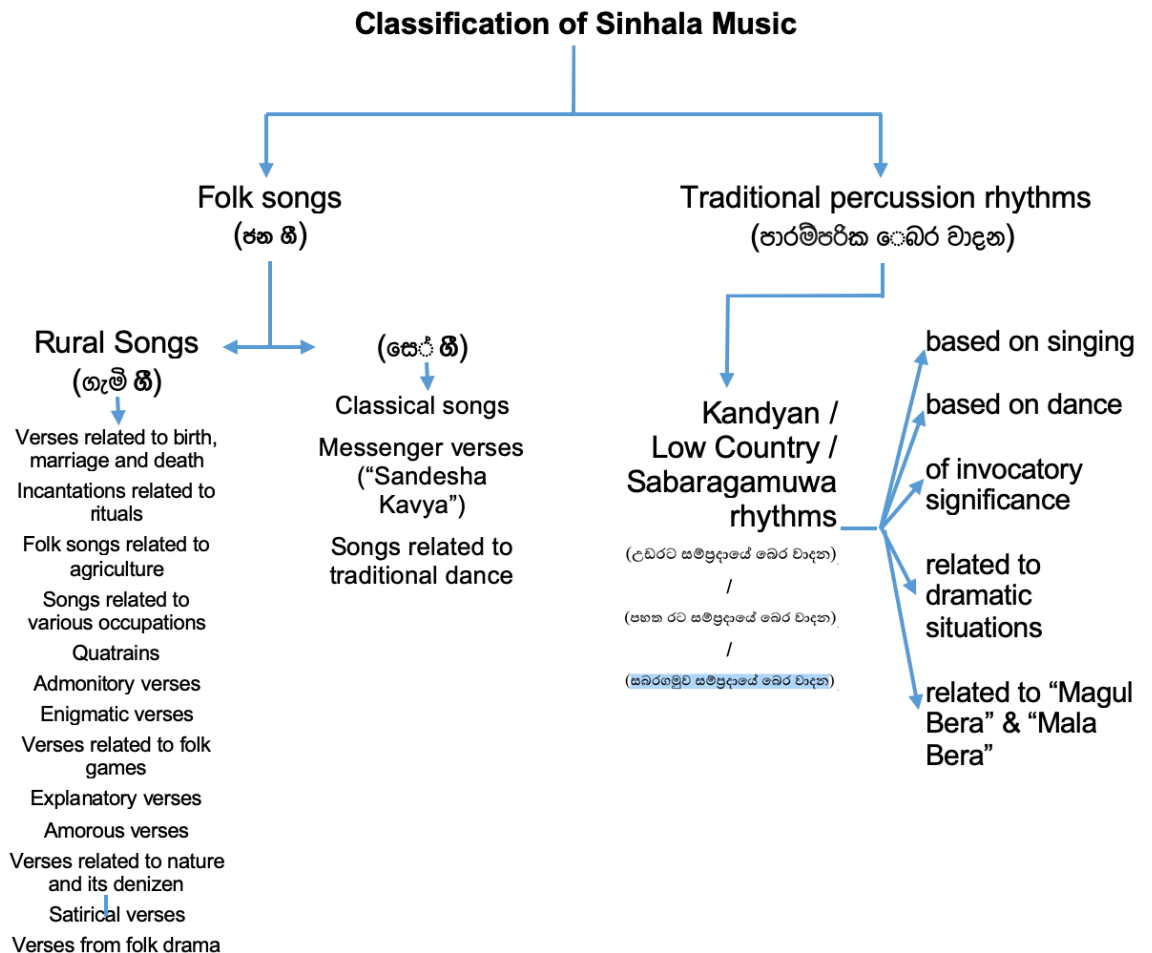 Classification of Sinhala Music
Folk songs
(ජන ගී)
Traditional percussion rhythms
(පාරම්පරික ෙබර වාදන)
Rural Songs
(ගැමි ගී)
Verses related to birth,
marriage and death
Incantations related to
rituals
Folk songs related to
agriculture
Songs related to
various occupations
Quatrains
Admonitory verses
Enigmatic verses
Verses related to folk
games
Explanatory verses
Amorous verses
Verses related to nature
and its denizen
Satirical verses
Verses from folk drama
(සේ ගී)
Classical songs
Messenger verses
(“Sandesha
Kavya”)
Songs related to
traditional dance
Kandyan /
Low Country /
Sabaragamuwa
rhythms
(උඩරට සම්ප්‍රදායේ බෙර වාදන)
/
(පහත රට සම්ප්‍රදායේ බෙර වාදන)
/
(සබරගමුව සම්ප්‍රදායේ බෙර වාදන)
based on singing
based on dance
of invocatory
significance
related to
dramatic
situations
related to “Magul
Bera” & “Mala
Bera”